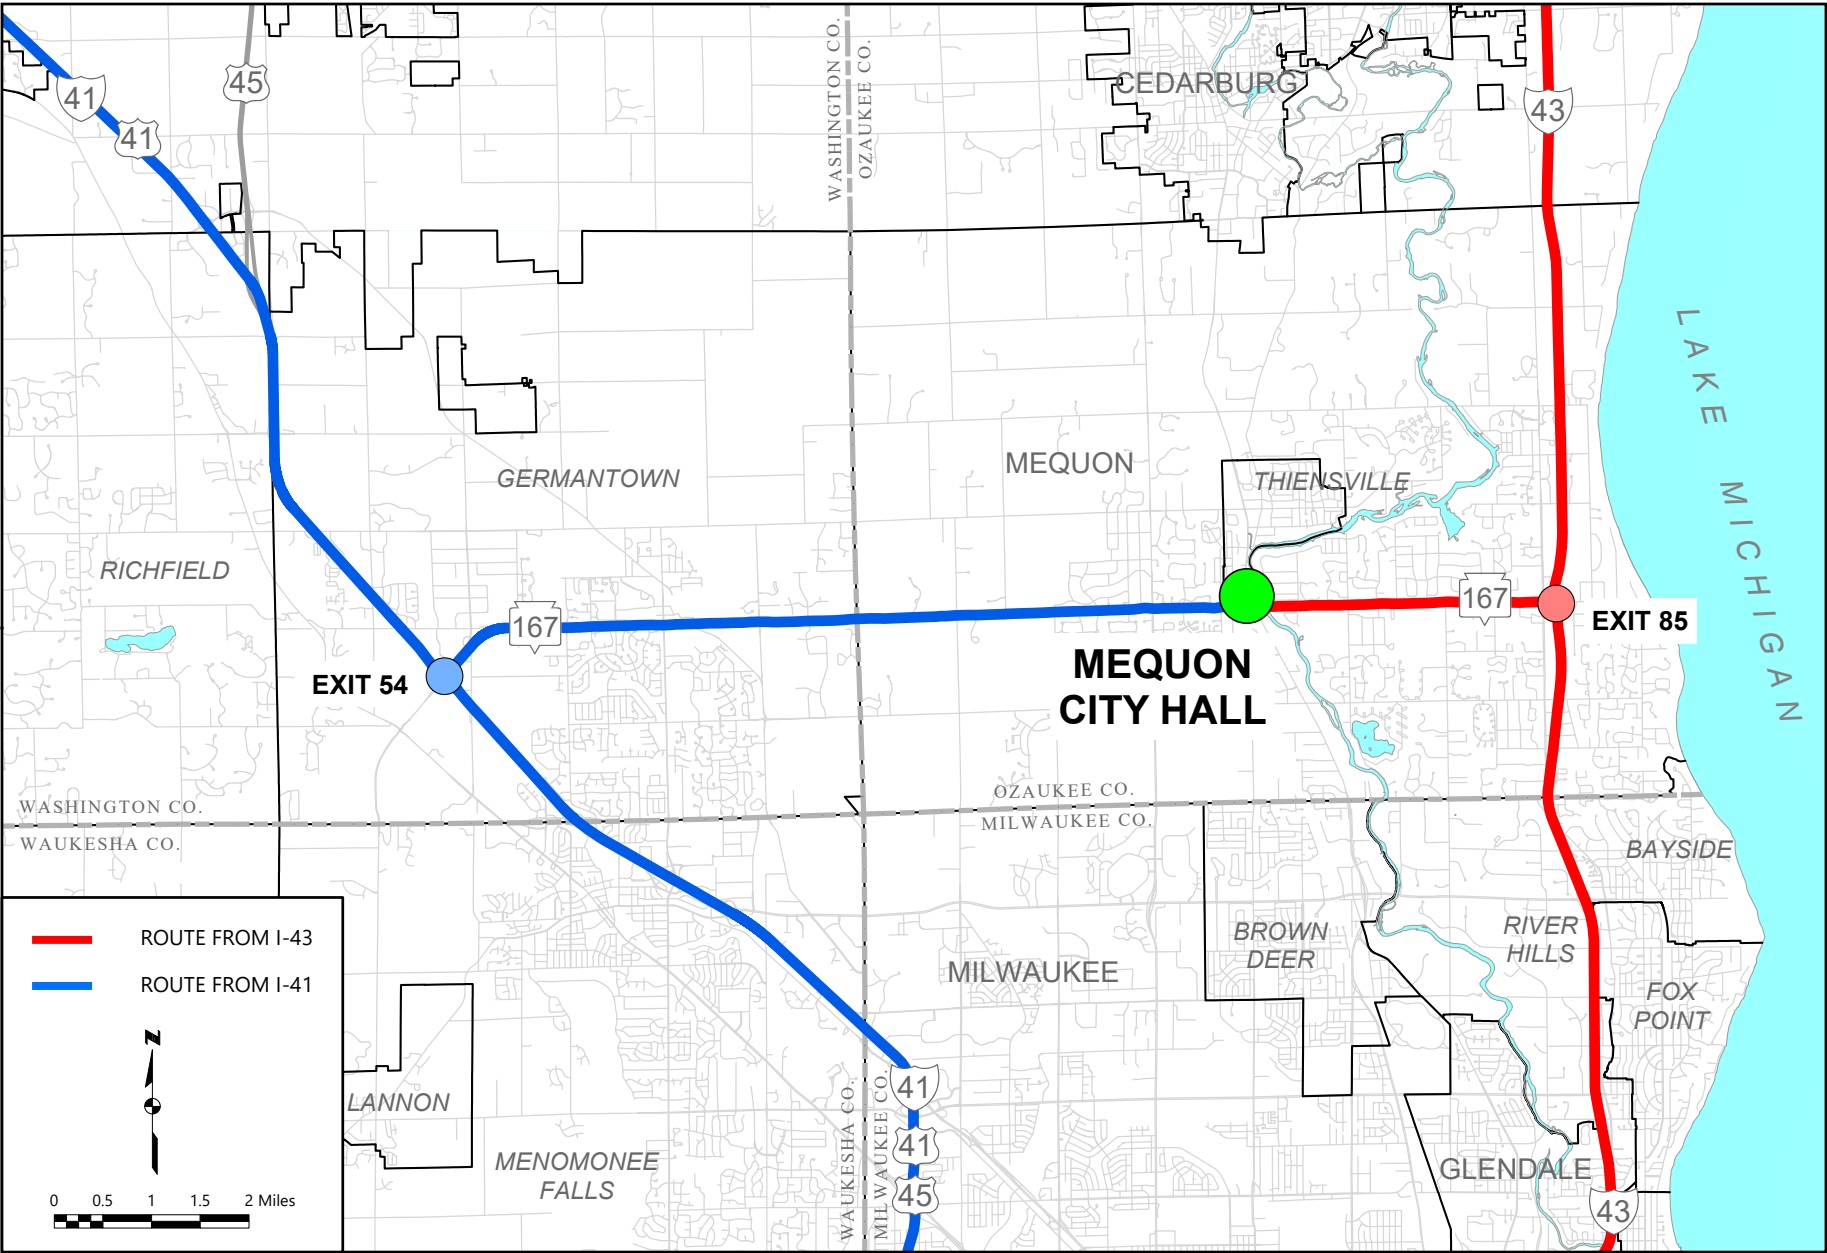 WASHINGTON CO.
OZAUKEE CO.
CEDARBURG
41
45
41
43
LAKE MICHIGAN
GERMANTOWN
MEQUON
THIENSVILLE
RICHFIELD
167
167
EXIT 85
EXIT 54
MEQUON
CITY HALL
WASHINGTON CO.
WAUKESHA CO.
OZAUKEE CO.
MILWAUKEE CO.
BAYSIDE
BROWN
DEER
RIVER
HILLS
MILWAUKEE
FOX
POINT
ROUTE FROM I-43
ROUTE FROM I-41
N
0 0.5 1 1.5 2 Miles
LANNON
MENOMONEE
FALLS
WAUKESHA CO.
MILWAUKEE CO.
41
41
45
GLENDALE
43